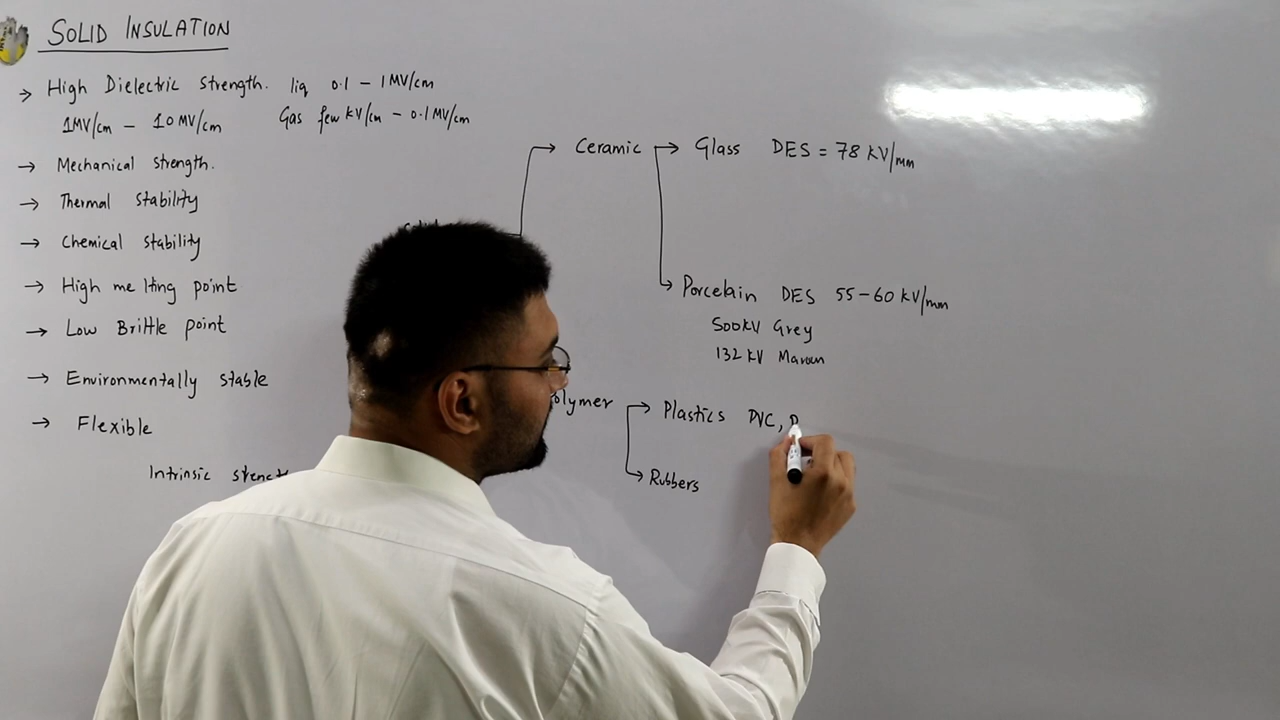 SOLID INSULATION
→ High Dielectric strength. liq 0.1 – 1MV/cm
1MV/cm – 10MV/cm Gas few kV/cm – 0.1MV/cm
→ Mechanical strength.
→ Thermal stability
→ Chemical stability
→ High melting point
→ Low Brittle point
→ Environmentally stable
→ Flexible
Intrinsic
→ Ceramic → Glass DES = 78 KV/mm
→ Porcelain DES 55–60 KV/mm
500KV Grey
132 KV Maroon
olymer → Plastics PVC, P
→ Rubbers